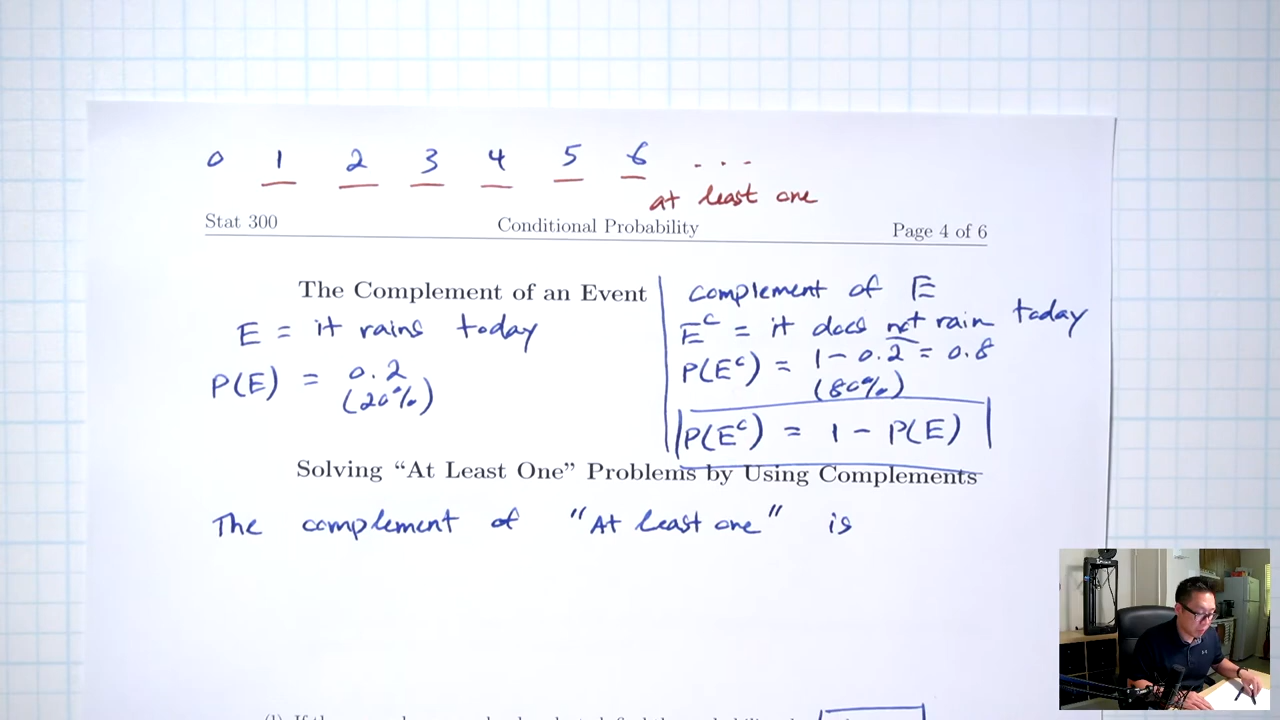 0 1 2 3 4 5 6 ...
at least one
Stat 300 Conditional Probability Page 4 of 6
The Complement of an Event
E = it rains today
P(E) = 0.2
(20%)
complement of E
Eᶜ = it does not rain today
P(Eᶜ) = 1 - 0.2 = 0.8
(80%)
P(Eᶜ) = 1 - P(E)
Solving “At Least One” Problems by Using Complements
The complement of "At least one" is